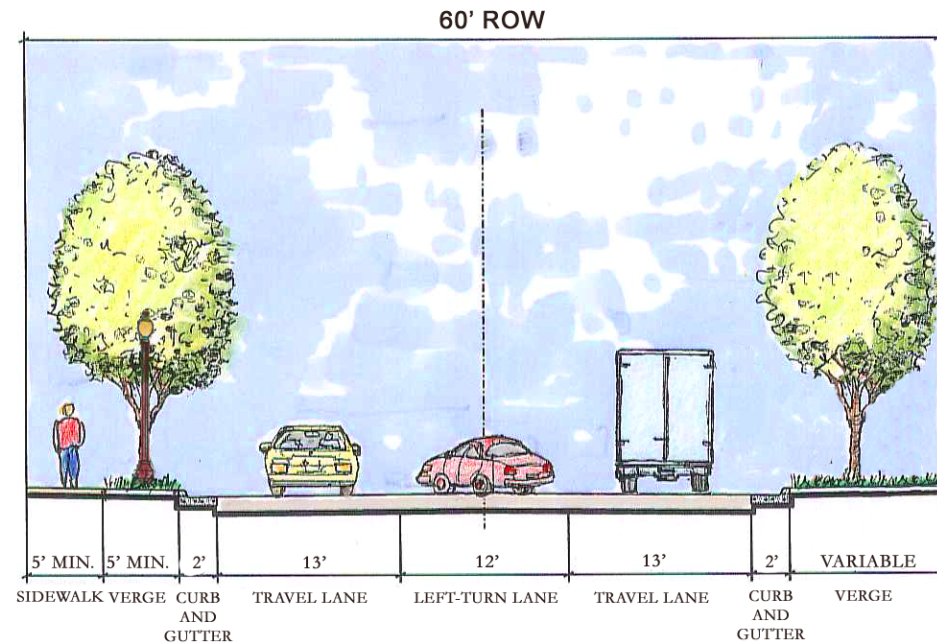 60’ ROW
5’ MIN. 5’ MIN. 2’ 13’ 12’ 13’ 2’ VARIABLE
SIDEWALK VERGE CURB AND GUTTER TRAVEL LANE LEFT-TURN LANE TRAVEL LANE CURB AND GUTTER VERGE